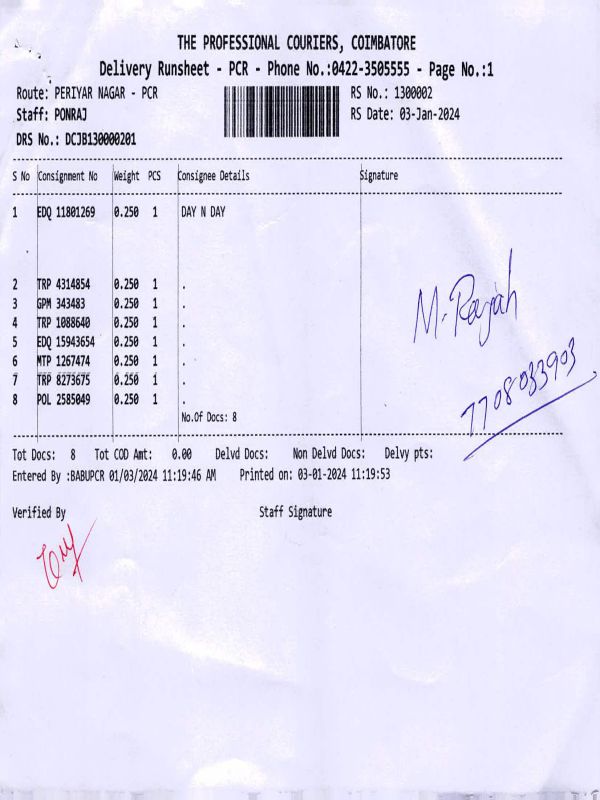 THE PROFESSIONAL COURIERS, COIMBATORE
Delivery Runsheet - PCR - Phone No.:0422-3505555 - Page No.:1
Route: PERIYAR NAGAR - PCR RS No.: 1300002
Staff: PONRAJ RS Date: 03-Jan-2024
DRS No.: DCJB130000201
S No Consignment No Weight PCS Consignee Details Signature
1 EDQ 11801269 0.250 1 DAY N DAY
2 TRP 4314854 0.250 1 .
3 GPM 343483 0.250 1 .
4 TRP 1088640 0.250 1 .
5 EDQ 15943654 0.250 1 .
6 MTP 1267474 0.250 1 .
7 TRP 8273675 0.250 1 .
8 POL 2585049 0.250 1 .
M. Rajah
7708033903
No.Of Docs: 8
Tot Docs: 8 Tot COD Amt: 0.00 Delvd Docs: Non Delvd Docs: Delvy pts:
Entered By :BABUPCR 01/03/2024 11:19:46 AM Printed on: 03-01-2024 11:19:53
Verified By Staff Signature